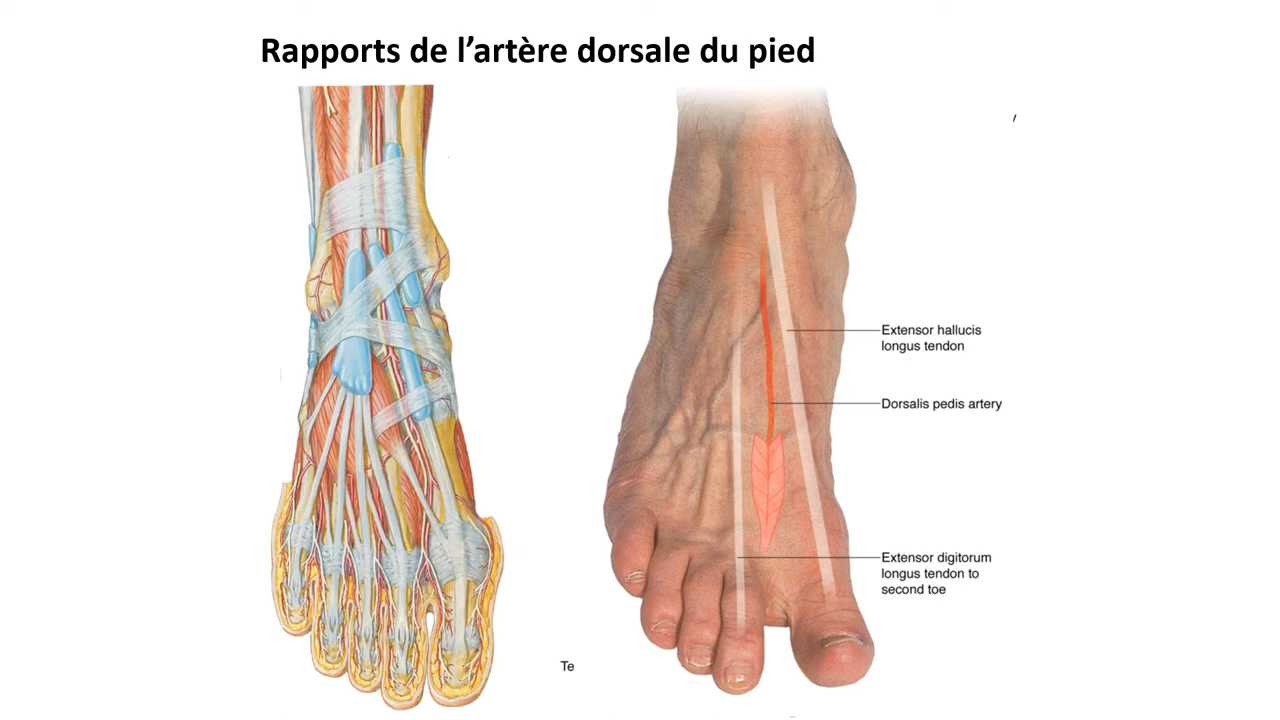 Rapports de l’artère dorsale du pied
Extensor hallucis
longus tendon
Dorsalis pedis artery
Extensor digitorum
longus tendon to
second toe
Te